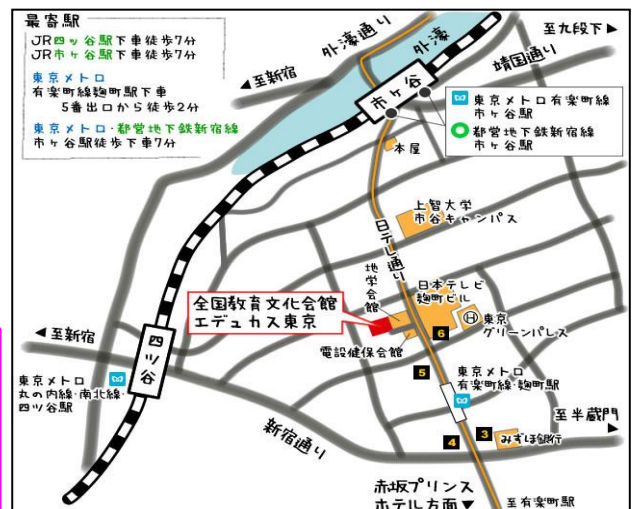 最寄駅
JR四ッ谷駅下車徒歩7分
JR市ヶ谷駅下車徒歩7分
東京メトロ
有楽町線麹町駅下車
5番出口から徒歩2分
東京メトロ・都営地下鉄新宿線
市ヶ谷駅徒歩下車7分
外濠通り
外濠
至九段下▶
靖国通り
◀至新宿
市ヶ谷
東京メトロ有楽町線
市ヶ谷駅
都営地下鉄新宿線
市ヶ谷駅
本屋
上智大学
市谷キャンパス
日テレ通り
地学会館
日本テレビ
麹町ビル
全国教育文化会館
エデュカス東京
H
東京
グリーンパレス
6
電設健保会館
◀至新宿
四ツ谷
5
東京メトロ
有楽町線・麹町駅
東京メトロ
丸の内線・南北線・
四ツ谷駅
至半蔵門▶
新宿通り
4
3
みずほ銀行
赤坂プリンス
ホテル方面▼
至有楽町駅